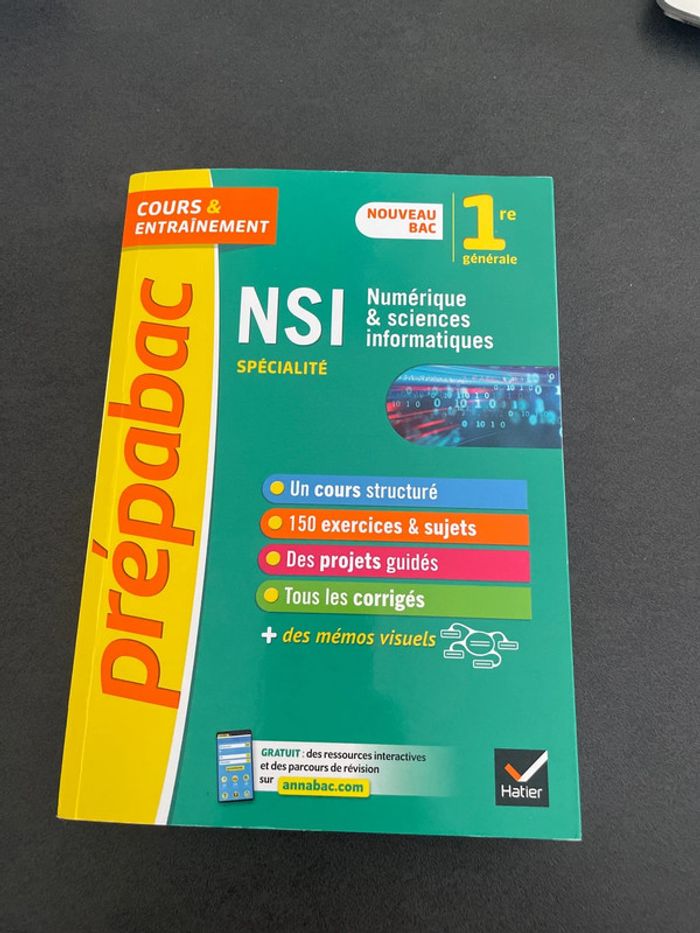 COURS &
ENTRAÎNEMENT
NOUVEAU
BAC
1re
générale
prépabac
NSI
Numérique
& sciences
informatiques
SPÉCIALITÉ
Un cours structuré
150 exercices & sujets
Des projets guidés
Tous les corrigés
+ des mémos visuels
GRATUIT : des ressources interactives
et des parcours de révision
sur annabac.com
Hatier